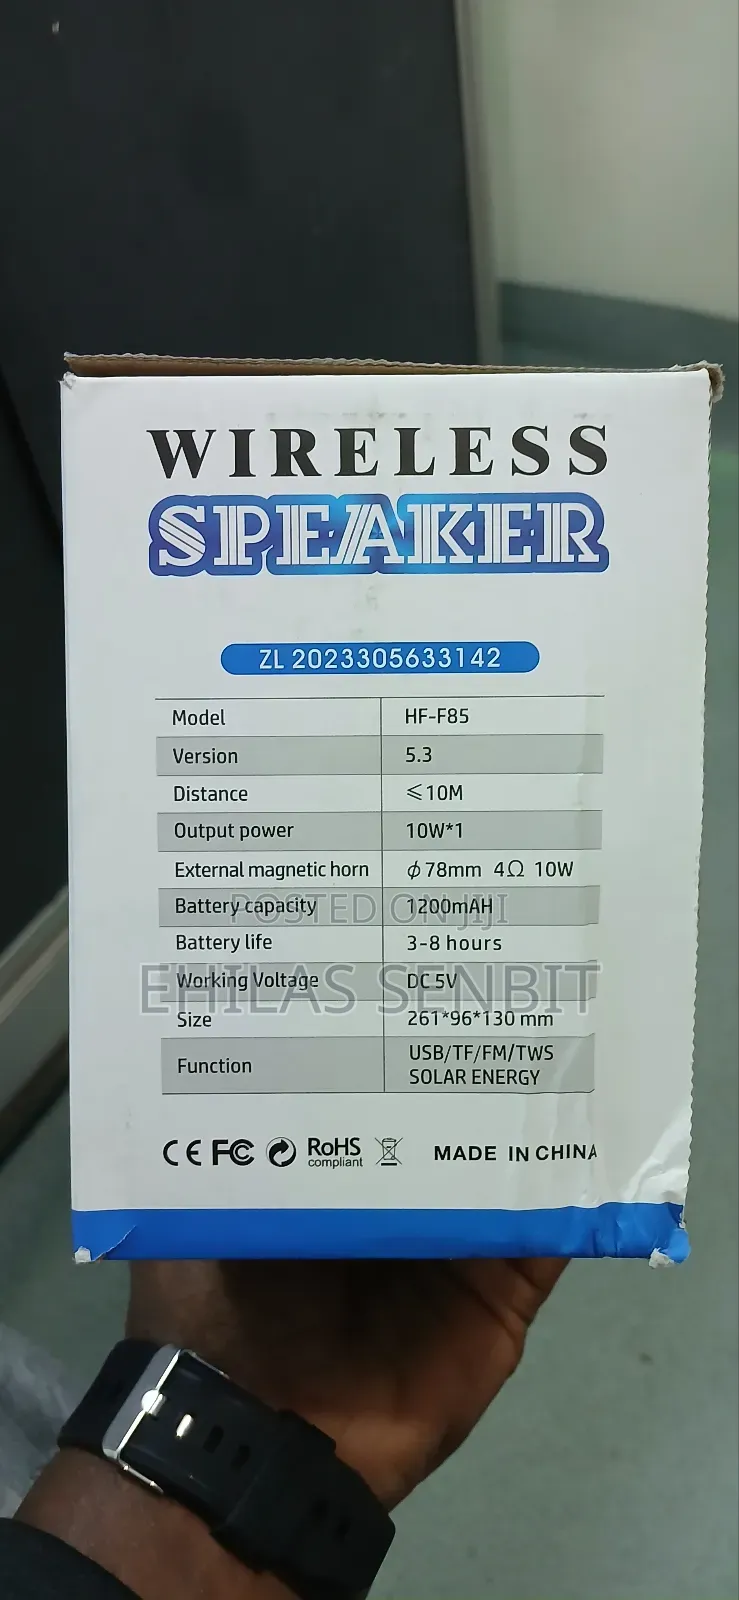 WIRELESS
SPEAKER
ZL 2023305633142
Model HF-F85
Version 5.3
Distance ≤10M
Output power 10W*1
External magnetic horn ϕ78mm 4Ω 10W
Battery capacity 1200mAH
POSTED ON JIJI
Battery life 3-8 hours
Working Voltage DC 5V
EHILAS SENBIT
Size 261*96*130 mm
Function USB/TF/FM/TWS
SOLAR ENERGY
CE FC RoHS MADE IN CHINA
compliant